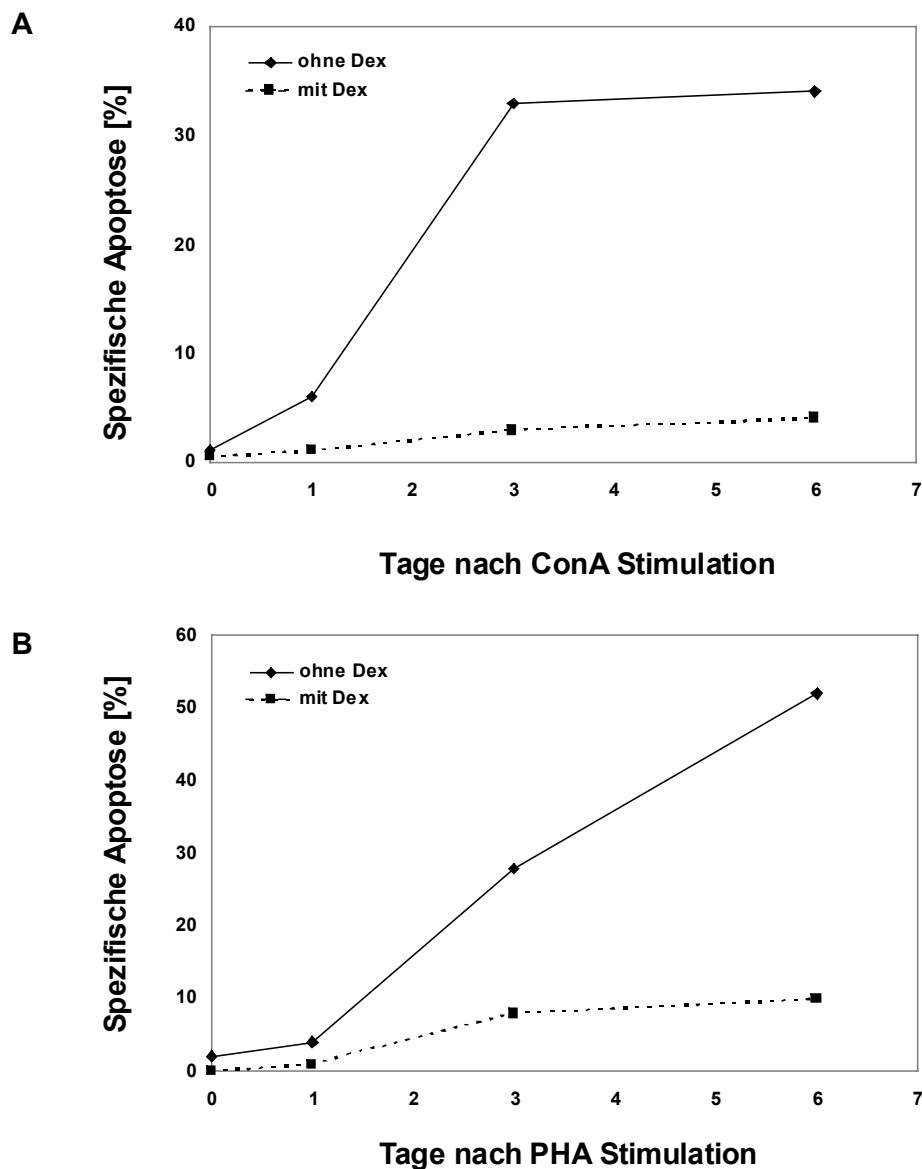 A
Spezifische Apoptose [%]
40
30
20
10
0
ohne Dex
mit Dex
0 1 2 3 4 5 6 7
Tage nach ConA Stimulation
B
Spezifische Apoptose [%]
60
50
40
30
20
10
0
ohne Dex
mit Dex
0 1 2 3 4 5 6 7
Tage nach PHA Stimulation